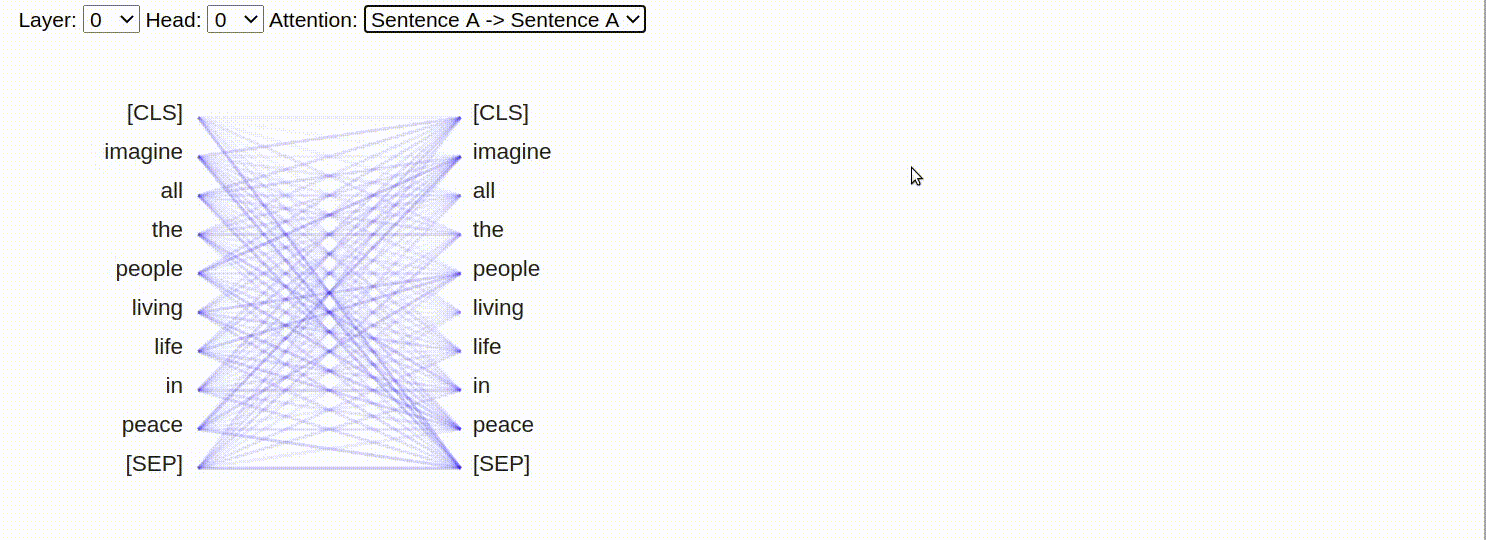 Layer: 0 Head: 0 Attention: Sentence A -> Sentence A
[CLS] [CLS]
imagine imagine
all all
the the
people people
living living
life life
in in
peace peace
[SEP] [SEP]